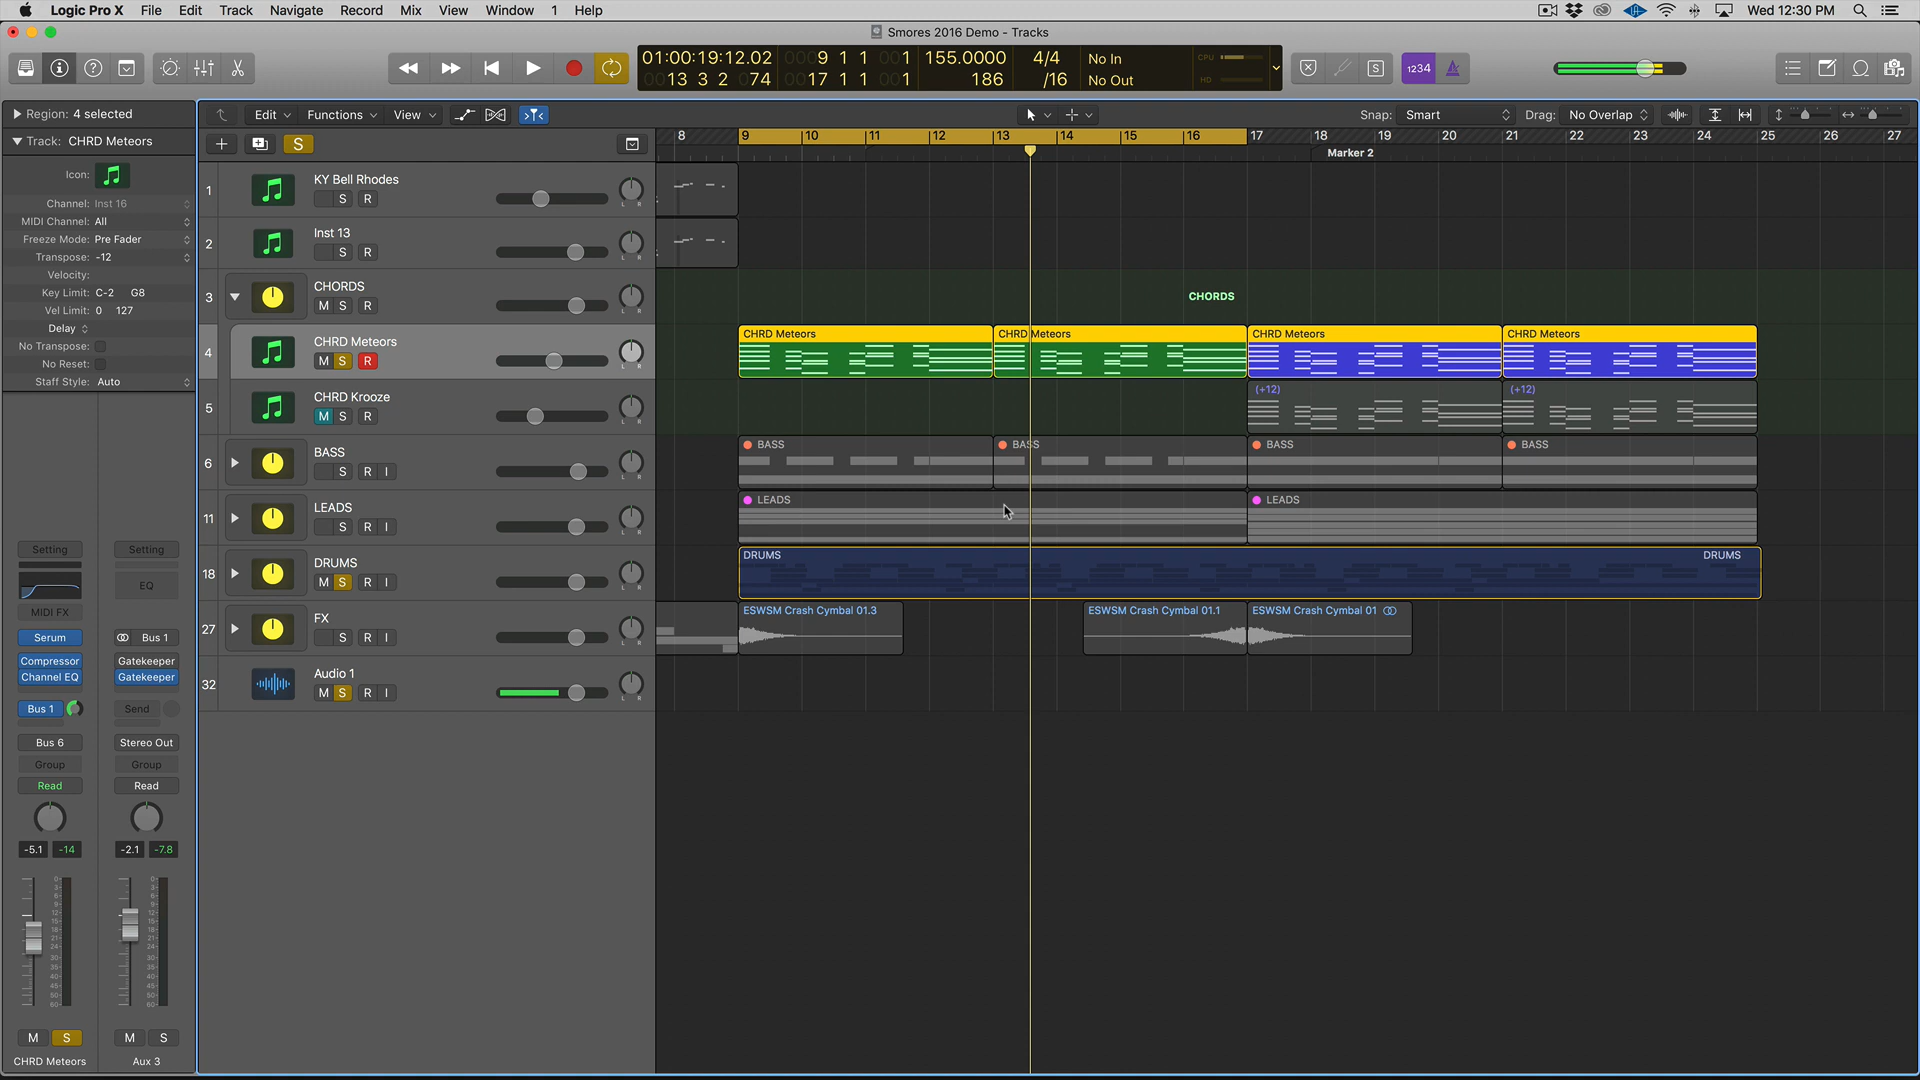 Logic Pro X File Edit Track Navigate Record Mix View Window 1 Help Wed 12:30 PM
Smores 2016 Demo - Tracks
01:00:19:12.02 0009 1 1 001 155.0000 4/4 No In CPU
0013 3 2 074 0017 1 1 001 186 /16 No Out HD
S 1234
Region: 4 selected
Edit Functions View Snap: Smart Drag: No Overlap
Track: CHRD Meteors
S
8 9 10 11 12 13 14 15 16 17 18 19 20 21 22 23 24 25 26 27
Marker 2
Icon:
Channel: Inst 16
MIDI Channel: All
Freeze Mode: Pre Fader
Transpose: -12
Velocity:
Key Limit: C-2 G8
Vel Limit: 0 127
Delay
No Transpose:
No Reset:
Staff Style: Auto
1 KY Bell Rhodes
S R L R
2 Inst 13
S R L R
3 CHORDS
M S R L R
CHORDS
4 CHRD Meteors
M S R L R
CHRD Meteors CHRD Meteors CHRD Meteors CHRD Meteors
5 CHRD Krooze
M S R L R
(+12) (+12)
6 BASS
S R I L R
BASS BASS BASS BASS
11 LEADS
S R I L R
LEADS LEADS
18 DRUMS
M S R I L R
DRUMS DRUMS
27 FX
S R I L R
ESWSM Crash Cymbal 01.3 ESWSM Crash Cymbal 01.1 ESWSM Crash Cymbal 01
32 Audio 1
M S R I L R
Setting Setting
EQ
MIDI FX
Serum Bus 1
Compressor Gatekeeper
Channel EQ Gatekeeper
Bus 1 Send
Bus 6 Stereo Out
Group Group
Read Read
-5.1 -14 -2.1 -7.8
M S M S
CHRD Meteors Aux 3